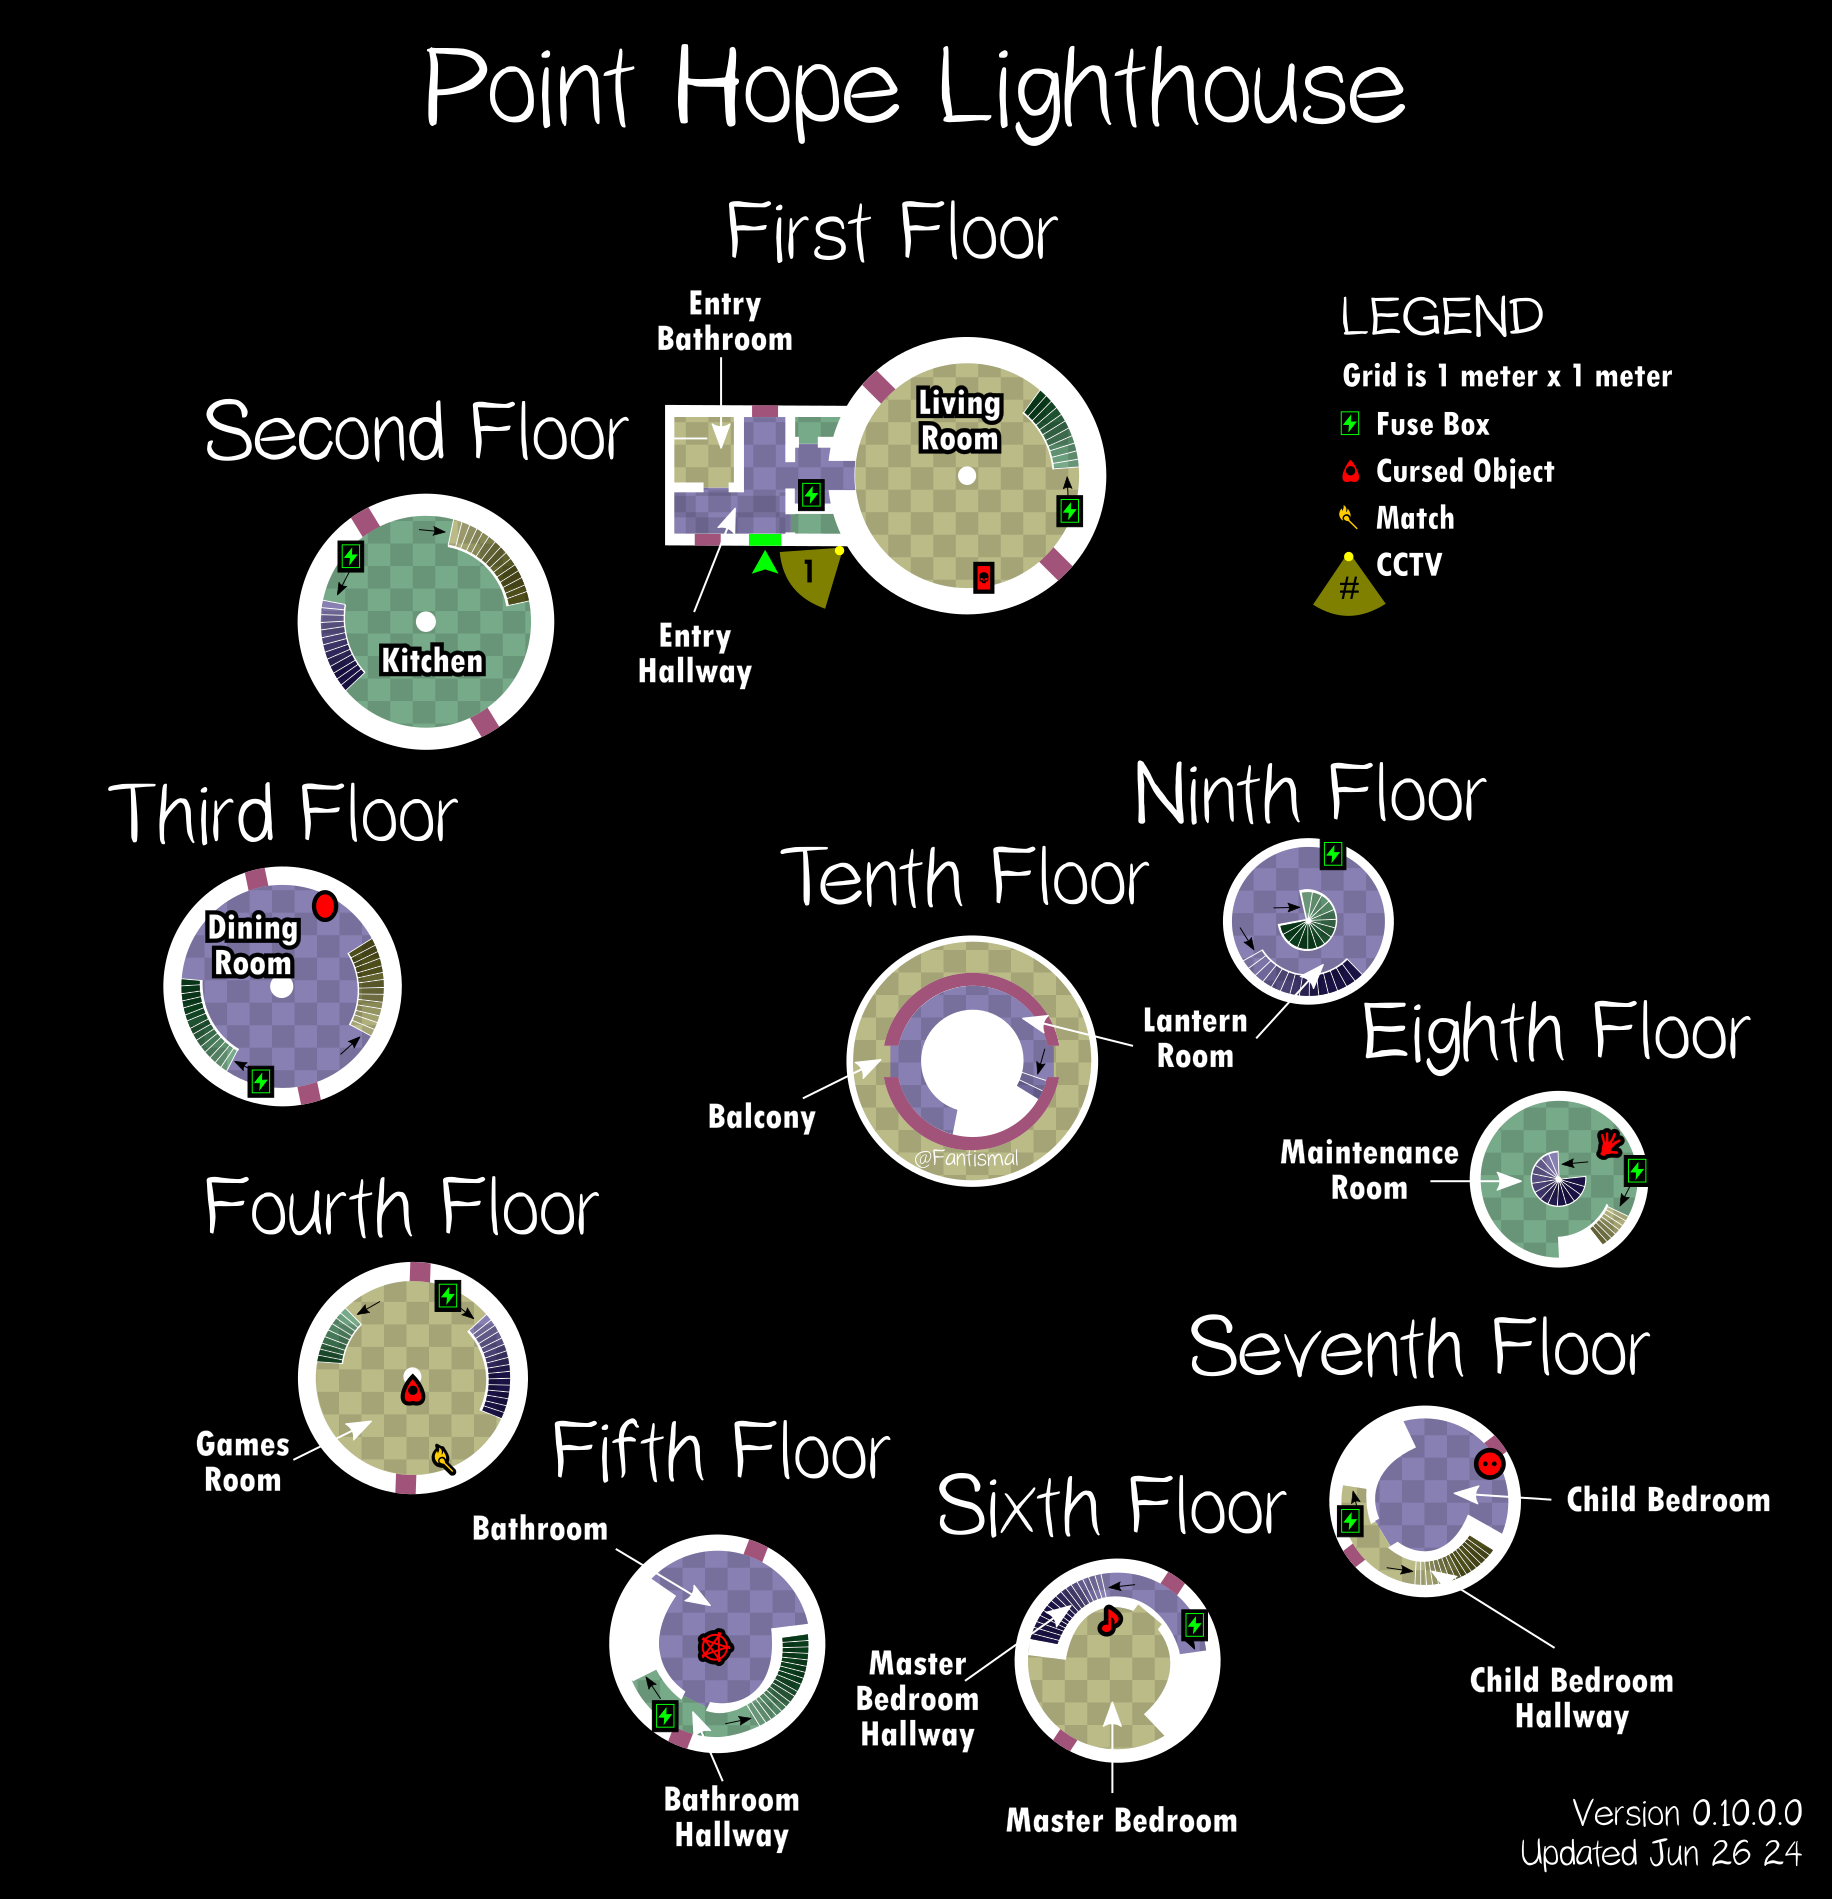 Point Hope Lighthouse
First Floor
Entry
Bathroom
Living
Room
1
Entry
Hallway
LEGEND
Grid is 1 meter x 1 meter
Fuse Box
Cursed Object
Match
CCTV
#
Second Floor
Kitchen
Third Floor
Dining
Room
Ninth Floor
Tenth Floor
Lantern
Room
Balcony
@Fantismal
Eighth Floor
Maintenance
Room
Fourth Floor
Games
Room
Fifth Floor
Bathroom
Bathroom
Hallway
Sixth Floor
Master
Bedroom
Hallway
Master Bedroom
Seventh Floor
Child Bedroom
Child Bedroom
Hallway
Version 0.10.0.0
Updated Jun 26 24